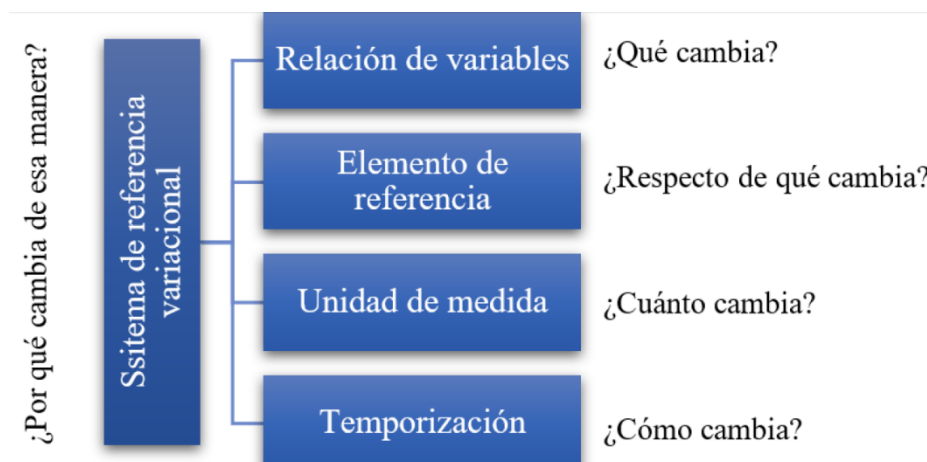 ¿Por qué cambia de esa manera?
Ssitema de referencia
variacional
Relación de variables
¿Qué cambia?
Elemento de
referencia
¿Respecto de qué cambia?
Unidad de medida
¿Cuánto cambia?
Temporización
¿Cómo cambia?